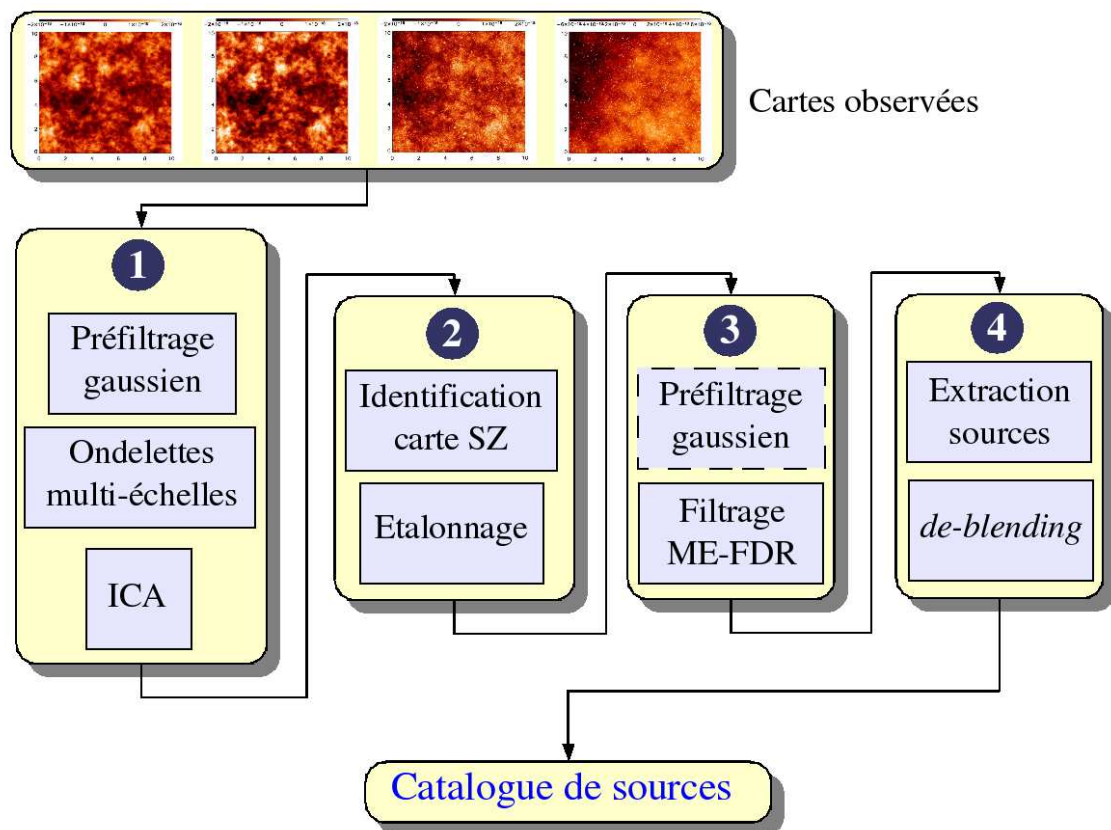 Cartes observées
1
Préfiltrage
gaussien
Ondelettes
multi-échelles
ICA
2
Identification
carte SZ
Etalonnage
3
Préfiltrage
gaussien
Filtrage
ME-FDR
4
Extraction
sources
de-blending
Catalogue de sources